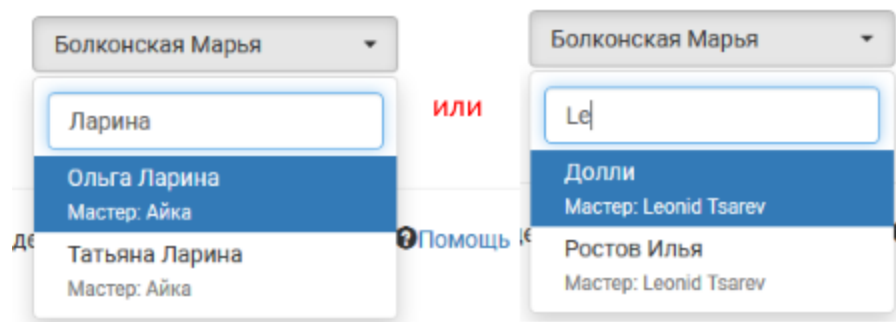 Болконская Марья
Ларина
Ольга Ларина
Мастер: Айка
Татьяна Ларина
Мастер: Айка
де
или
Помощь
Болконская Марья
Le
Долли
Мастер: Leonid Tsarev
Ростов Илья
Мастер: Leonid Tsarev